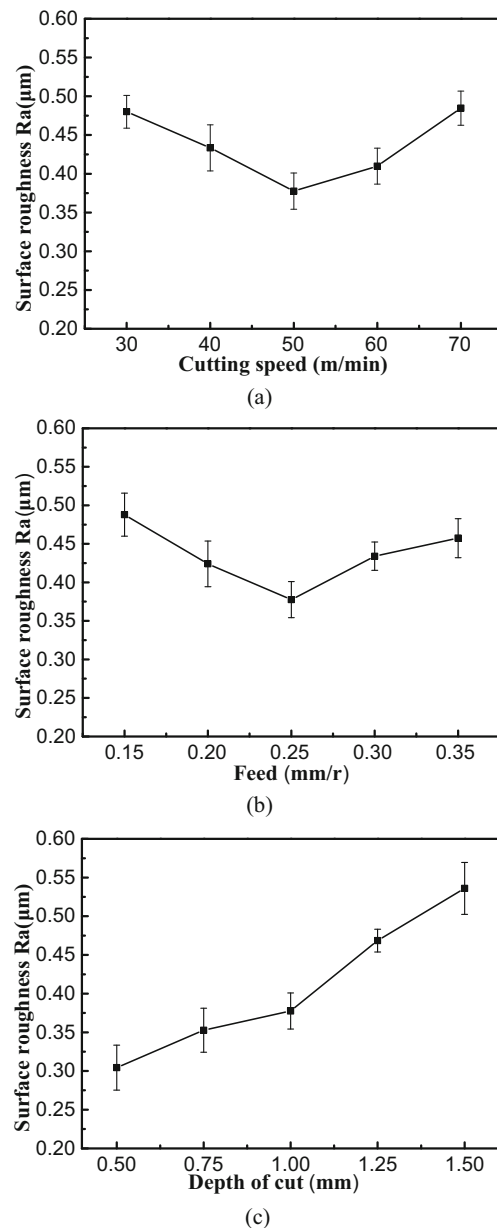 0.60
0.55
0.50
0.45
0.40
0.35
0.30
0.25
0.20
Surface roughness Ra(μm)
30 40 50 60 70
Cutting speed (m/min)
(a)
0.60
0.55
0.50
0.45
0.40
0.35
0.30
0.25
0.20
Surface roughness Ra(μm)
0.15 0.20 0.25 0.30 0.35
Feed (mm/r)
(b)
0.60
0.55
0.50
0.45
0.40
0.35
0.30
0.25
0.20
Surface roughness Ra(μm)
0.50 0.75 1.00 1.25 1.50
Depth of cut (mm)
(c)